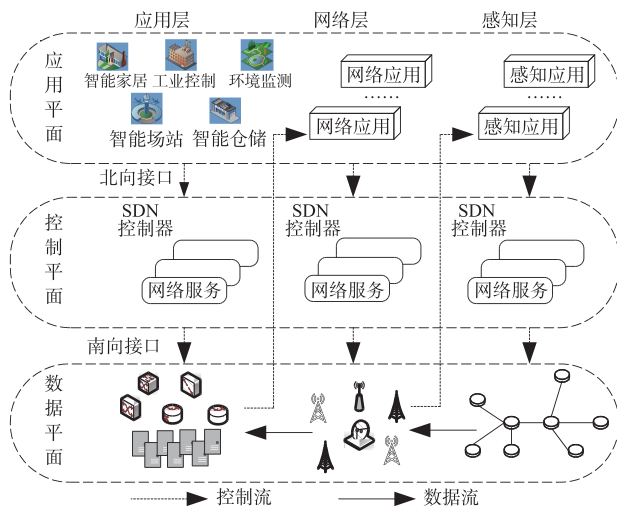 应用层 网络层 感知层
应用平面
智能家居 工业控制 环境监测
智能场站 智能仓储
网络应用
……
网络应用
感知应用
……
感知应用
北向接口
控制平面
SDN
控制器
网络服务
SDN
控制器
网络服务
SDN
控制器
网络服务
南向接口
数据平面
控制流 数据流